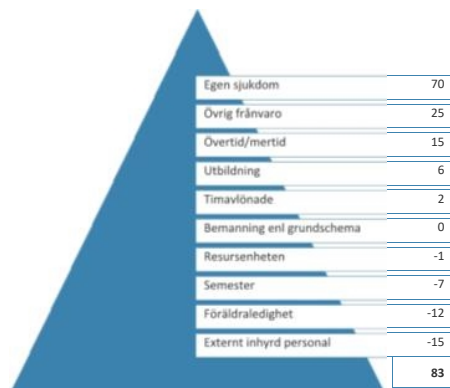 Egen sjukdom 70
Övrig frånvaro 25
Övertid/mertid 15
Utbildning 6
Timavlönade 2
Bemanning enl grundschema 0
Resursenheten -1
Semester -7
Föräldraledighet -12
Externt inhyrd personal -15
83